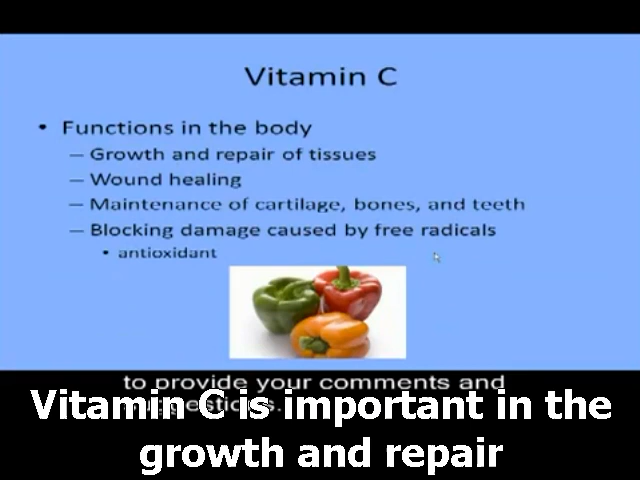 Vitamin C
• Functions in the body
– Growth and repair of tissues
– Wound healing
– Maintenance of cartilage, bones, and teeth
– Blocking damage caused by free radicals
• antioxidant
to provide your comments and
suggestions.
Vitamin C is important in the
growth and repair